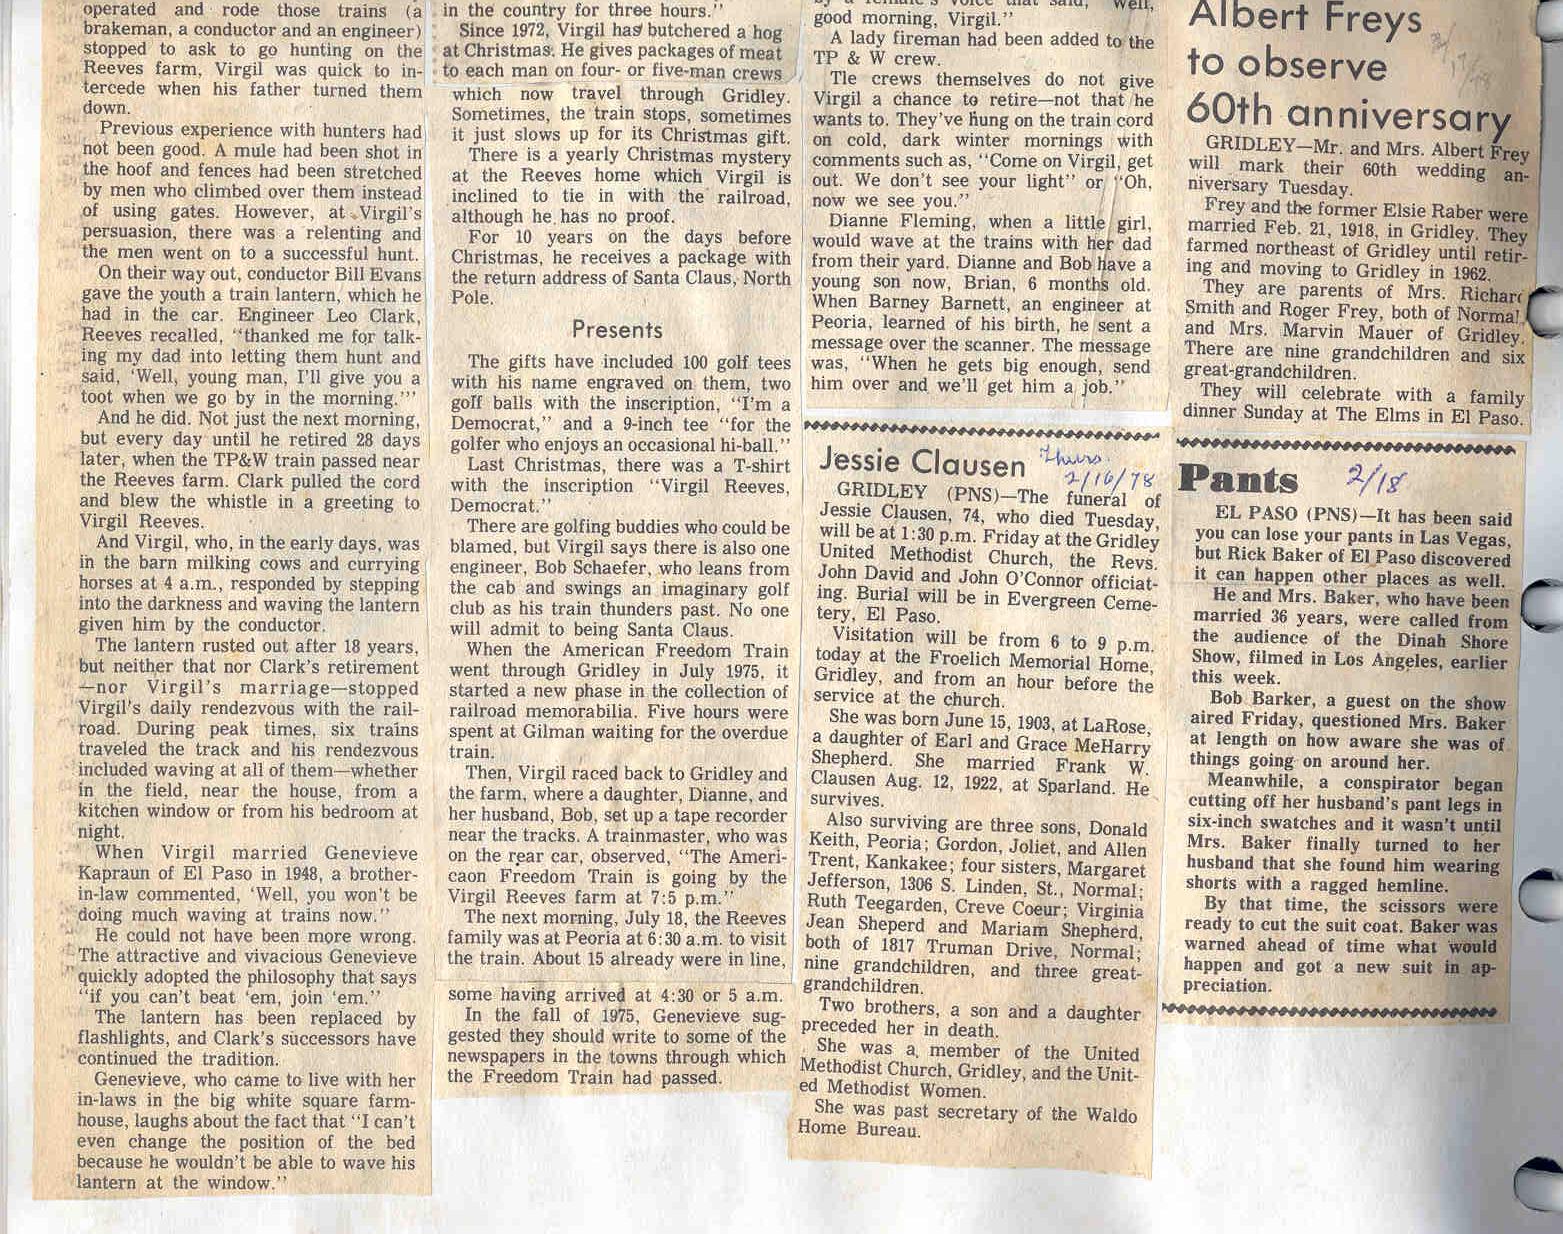 operated and rode those trains (a
brakeman, a conductor and an engineer)
stopped to ask to go hunting on the
Reeves farm, Virgil was quick to in-
tercede when his father turned them
down.
Previous experience with hunters had
not been good. A mule had been shot in
the hoof and fences had been stretched
by men who climbed over them instead
of using gates. However, at Virgil's
persuasion, there was a relenting and
the men went on to a successful hunt.
On their way out, conductor Bill Evans
gave the youth a train lantern, which he
had in the car. Engineer Leo Clark,
Reeves recalled, "thanked me for talk-
ing my dad into letting them hunt and
said, 'Well, young man, I'll give you a
toot when we go by in the morning.'"
And he did. Not just the next morning,
but every day until he retired 28 days
later, when the TP&W train passed near
the Reeves farm. Clark pulled the cord
and blew the whistle in a greeting to
Virgil Reeves.
And Virgil, who, in the early days, was
in the barn milking cows and currying
horses at 4 a.m., responded by stepping
into the darkness and waving the lantern
given him by the conductor.
The lantern rusted out after 18 years,
but neither that nor Clark's retirement
—nor Virgil's marriage—stopped
Virgil's daily rendezvous with the rail-
road. During peak times, six trains
traveled the track and his rendezvous
included waving at all of them—whether
in the field, near the house, from a
kitchen window or from his bedroom at
night.
When Virgil married Genevieve
Kapraun of El Paso in 1948, a brother-
in-law commented, 'Well, you won't be
doing much waving at trains now."
He could not have been more wrong.
The attractive and vivacious Genevieve
quickly adopted the philosophy that says
"if you can't beat 'em, join 'em."
The lantern has been replaced by
flashlights, and Clark's successors have
continued the tradition.
Genevieve, who came to live with her
in-laws in the big white square farm-
house, laughs about the fact that "I can't
even change the position of the bed
because he wouldn't be able to wave his
lantern at the window."
in the country for three hours."
Since 1972, Virgil has butchered a hog
at Christmas. He gives packages of meat
to each man on four- or five-man crews
which now travel through Gridley.
Sometimes, the train stops, sometimes
it just slows up for its Christmas gift.
There is a yearly Christmas mystery
at the Reeves home which Virgil is
inclined to tie in with the railroad,
although he has no proof.
For 10 years on the days before
Christmas, he receives a package with
the return address of Santa Claus, North
Pole.
Presents
The gifts have included 100 golf tees
with his name engraved on them, two
golf balls with the inscription, "I'm a
Democrat," and a 9-inch tee "for the
golfer who enjoys an occasional hi-ball."
Last Christmas, there was a T-shirt
with the inscription "Virgil Reeves,
Democrat."
There are golfing buddies who could be
blamed, but Virgil says there is also one
engineer, Bob Schaefer, who leans from
the cab and swings an imaginary golf
club as his train thunders past. No one
will admit to being Santa Claus.
When the American Freedom Train
went through Gridley in July 1975, it
started a new phase in the collection of
railroad memorabilia. Five hours were
spent at Gilman waiting for the overdue
train.
Then, Virgil raced back to Gridley and
the farm, where a daughter, Dianne, and
her husband, Bob, set up a tape recorder
near the tracks. A trainmaster, who was
on the rear car, observed, "The Ameri-
caon Freedom Train is going by the
Virgil Reeves farm at 7:5 p.m."
The next morning, July 18, the Reeves
family was at Peoria at 6:30 a.m. to visit
the train. About 15 already were in line,
some having arrived at 4:30 or 5 a.m.
In the fall of 1975, Genevieve sug-
gested they should write to some of the
newspapers in the towns through which
the Freedom Train had passed.
by a female's voice that said, "Well,
good morning, Virgil."
A lady fireman had been added to the
TP & W crew.
Tle crews themselves do not give
Virgil a chance to retire—not that he
wants to. They've hung on the train cord
on cold, dark winter mornings with
comments such as, "Come on Virgil, get
out. We don't see your light" or "Oh,
now we see you."
Dianne Fleming, when a little girl,
would wave at the trains with her dad
from their yard. Dianne and Bob have a
young son now, Brian, 6 months old.
When Barney Barnett, an engineer at
Peoria, learned of his birth, he sent a
message over the scanner. The message
was, "When he gets big enough, send
him over and we'll get him a job."
Jessie Clausen Thurs.
2/16/78
GRIDLEY (PNS)—The funeral of
Jessie Clausen, 74, who died Tuesday,
will be at 1:30 p.m. Friday at the Gridley
United Methodist Church, the Revs.
John David and John O'Connor officiat-
ing. Burial will be in Evergreen Ceme-
tery, El Paso.
Visitation will be from 6 to 9 p.m.
today at the Froelich Memorial Home,
Gridley, and from an hour before the
service at the church.
She was born June 15, 1903, at LaRose,
a daughter of Earl and Grace MeHarry
Shepherd. She married Frank W.
Clausen Aug. 12, 1922, at Sparland. He
survives.
Also surviving are three sons, Donald
Keith, Peoria; Gordon, Joliet, and Allen
Trent, Kankakee; four sisters, Margaret
Jefferson, 1306 S. Linden, St., Normal;
Ruth Teegarden, Creve Coeur; Virginia
Jean Sheperd and Mariam Shepherd,
both of 1817 Truman Drive, Normal;
nine grandchildren, and three great-
grandchildren.
Two brothers, a son and a daughter
preceded her in death.
She was a member of the United
Methodist Church, Gridley, and the Unit-
ed Methodist Women.
She was past secretary of the Waldo
Home Bureau.
Albert Freys
to observe
60th anniversary
GRIDLEY—Mr. and Mrs. Albert Frey
will mark their 60th wedding an-
niversary Tuesday.
Frey and the former Elsie Raber were
married Feb. 21, 1918, in Gridley. They
farmed northeast of Gridley until retir-
ing and moving to Gridley in 1962.
They are parents of Mrs. Richard
Smith and Roger Frey, both of Normal,
and Mrs. Marvin Mauer of Gridley.
There are nine grandchildren and six
great-grandchildren.
They will celebrate with a family
dinner Sunday at The Elms in El Paso.
Pants 2/18
EL PASO (PNS)—It has been said
you can lose your pants in Las Vegas,
but Rick Baker of El Paso discovered
it can happen other places as well.
He and Mrs. Baker, who have been
married 36 years, were called from
the audience of the Dinah Shore
Show, filmed in Los Angeles, earlier
this week.
Bob Barker, a guest on the show
aired Friday, questioned Mrs. Baker
at length on how aware she was of
things going on around her.
Meanwhile, a conspirator began
cutting off her husband's pant legs in
six-inch swatches and it wasn't until
Mrs. Baker finally turned to her
husband that she found him wearing
shorts with a ragged hemline.
By that time, the scissors were
ready to cut the suit coat. Baker was
warned ahead of time what would
happen and got a new suit in ap-
preciation.